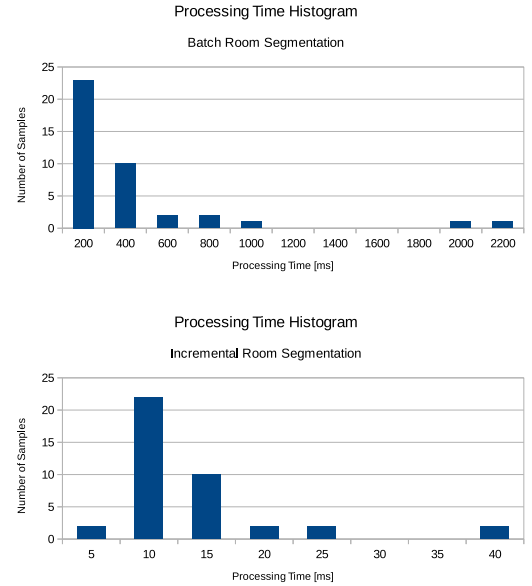 Processing Time Histogram
Batch Room Segmentation
Number of Samples
25
20
15
10
5
0
200 400 600 800 1000 1200 1400 1600 1800 2000 2200
Processing Time [ms]
Processing Time Histogram
Incremental Room Segmentation
Number of Samples
25
20
15
10
5
0
5 10 15 20 25 30 35 40
Processing Time [ms]